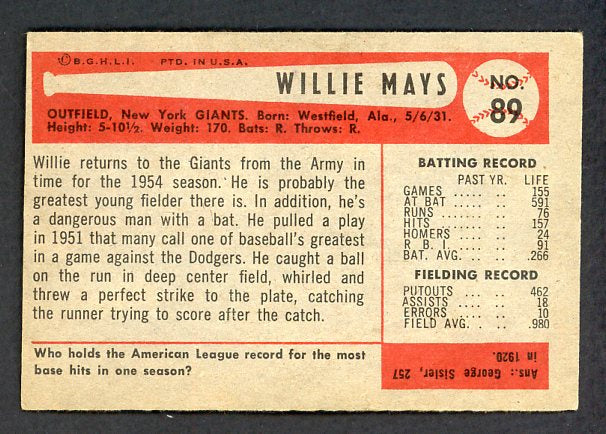 © B.G.H.L.I. PTD. IN U.S.A.
WILLIE MAYS
NO.
89
OUTFIELD, New York GIANTS. Born: Westfield, Ala., 5/6/31.
Height: 5-10½. Weight: 170. Bats: R. Throws: R.
Willie returns to the Giants from the Army in
time for the 1954 season. He is probably the
greatest young fielder there is. In addition, he's
a dangerous man with a bat. He pulled a play
in 1951 that many call one of baseball's greatest
in a game against the Dodgers. He caught a ball
on the run in deep center field, whirled and
threw a perfect strike to the plate, catching
the runner trying to score after the catch.
Who holds the American League record for the most
base hits in one season?
BATTING RECORD
PAST YR. LIFE
GAMES ..... .. 155
AT BAT ..... .. 591
RUNS ..... .. 76
HITS ..... .. 157
HOMERS ..... .. 24
R. B. I. ..... .. 91
BAT. AVG. .... .. .266
FIELDING RECORD
PUTOUTS .... .. 462
ASSISTS .... .. 18
ERRORS .... .. 10
FIELD AVG. .. .. .980
Ans.: George Sisler, 257
in 1920.